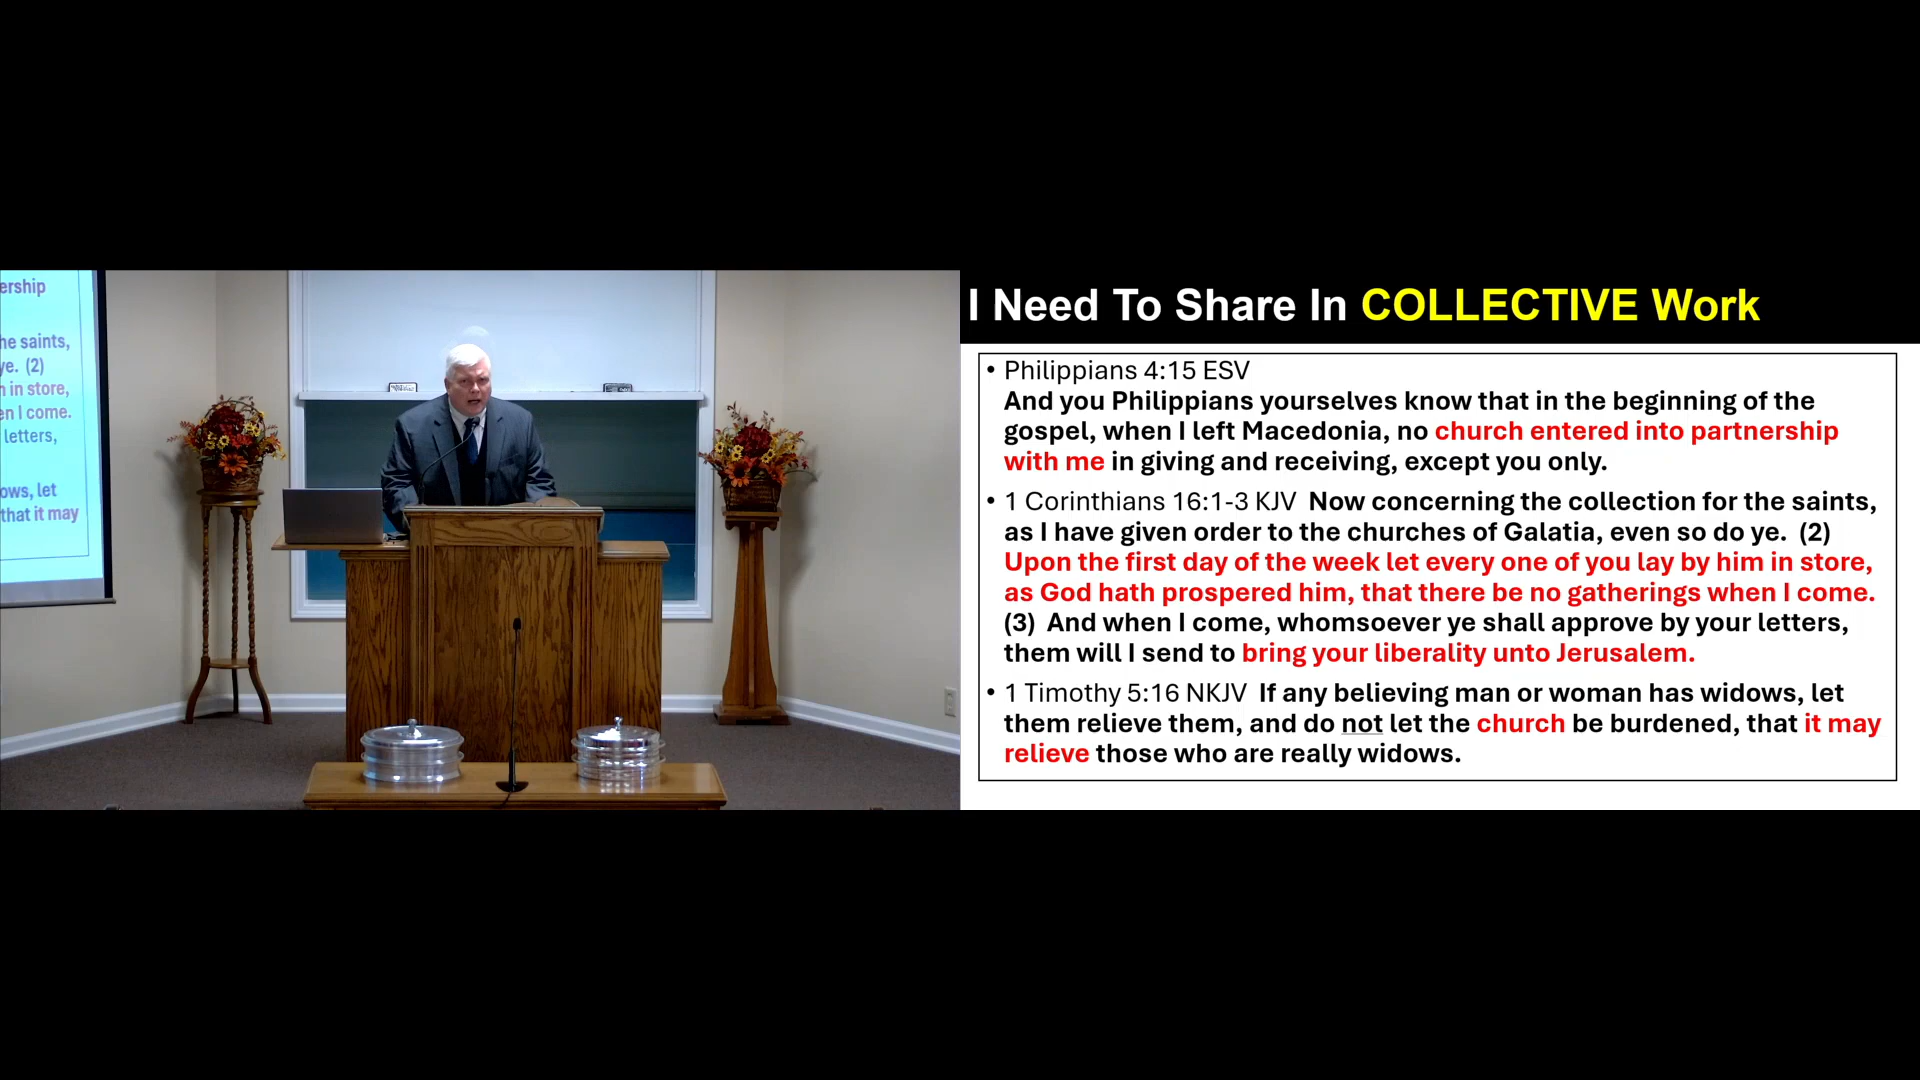 ership
he saints,
ye. (2)
n in store,
en I come.
letters,
ows, let
that it may
I Need To Share In COLLECTIVE Work
• Philippians 4:15 ESV
And you Philippians yourselves know that in the beginning of the
gospel, when I left Macedonia, no church entered into partnership
with me in giving and receiving, except you only.
• 1 Corinthians 16:1-3 KJV Now concerning the collection for the saints,
as I have given order to the churches of Galatia, even so do ye. (2)
Upon the first day of the week let every one of you lay by him in store,
as God hath prospered him, that there be no gatherings when I come.
(3) And when I come, whomsoever ye shall approve by your letters,
them will I send to bring your liberality unto Jerusalem.
• 1 Timothy 5:16 NKJV If any believing man or woman has widows, let
them relieve them, and do not let the church be burdened, that it may
relieve those who are really widows.